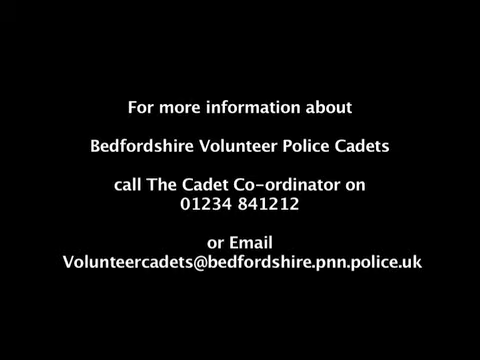 For more information about
Bedfordshire Volunteer Police Cadets
call The Cadet Co-ordinator on
01234 841212
or Email
Volunteercadets@bedfordshire.pnn.police.uk